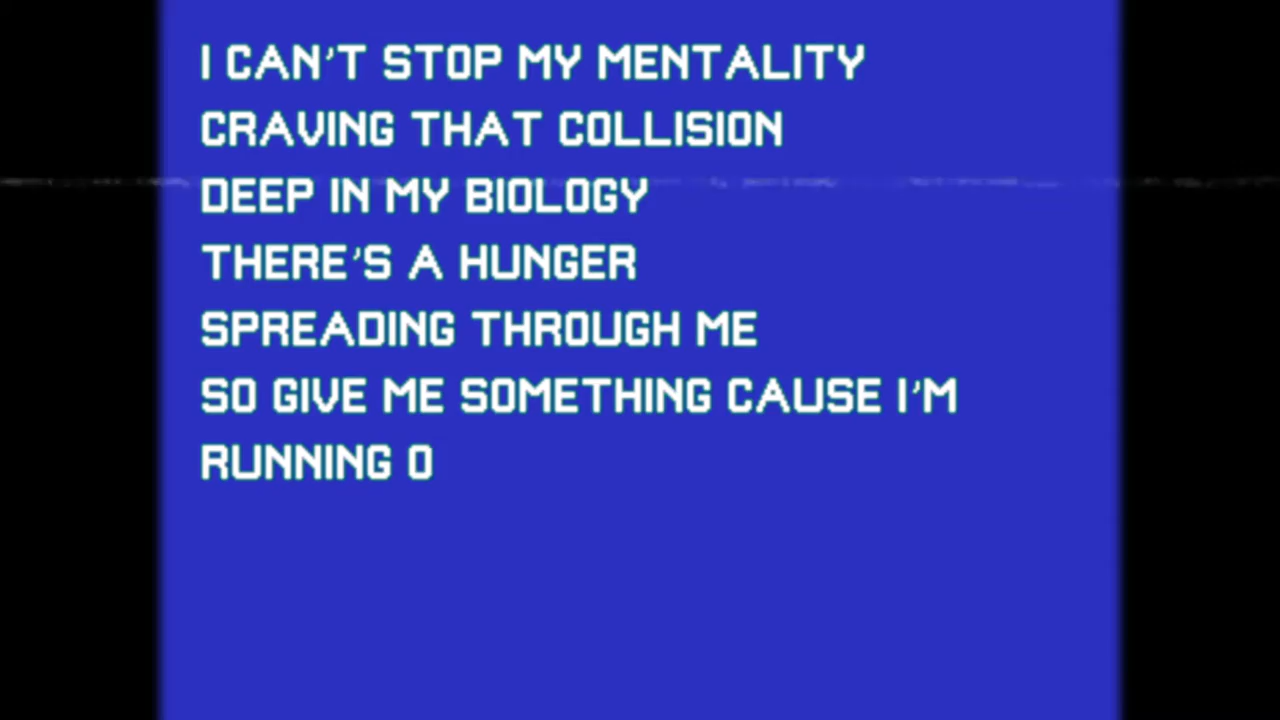 I CAN'T STOP MY MENTALITY
CRAVING THAT COLLISION
DEEP IN MY BIOLOGY
THERE'S A HUNGER
SPREADING THROUGH ME
SO GIVE ME SOMETHING CAUSE I'M
RUNNING O